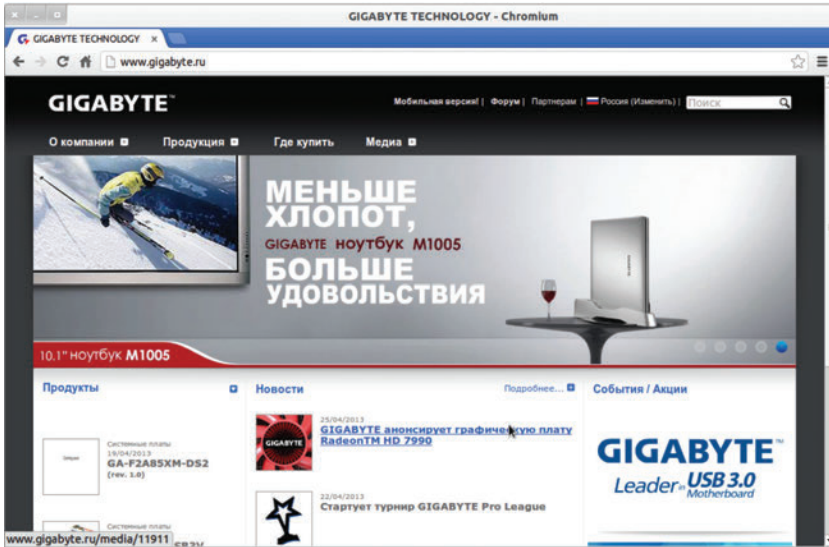 GIGABYTE TECHNOLOGY - Chromium
GIGABYTE TECHNOLOGY
www.gigabyte.ru
GIGABYTE™
Мобильная версия! | Форум | Партнерам | Россия (Изменить) | Поиск
О компании Продукция Где купить Медиа
МЕНЬШЕ
ХЛОПОТ,
GIGABYTE НОУТБУК M1005
БОЛЬШЕ
УДОВОЛЬСТВИЯ
10.1" НОУТБУК M1005
Продукты
Системные платы
19/04/2013
GA-F2A85XM-DS2
(rev. 1.0)
Системные платы
Новости Подробнее...
25/04/2013
GIGABYTE
GIGABYTE анонсирует графическую плату
RadeonTM HD 7990
22/04/2013
Стартует турнир GIGABYTE Pro League
События / Акции
GIGABYTE™
Leader in USB 3.0
Motherboard
www.gigabyte.ru/media/11911